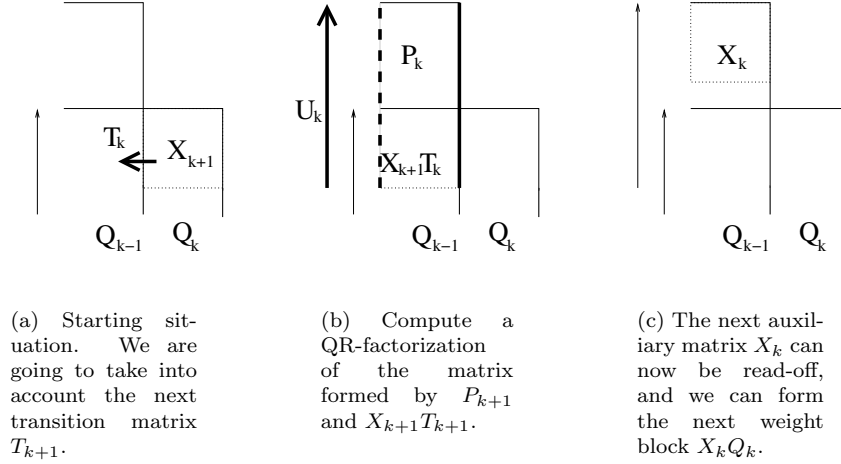 T_k
X_{k+1}
Q_{k−1} Q_k
U_k
P_k
X_{k+1}T_k
Q_{k−1} Q_k
X_k
Q_{k−1} Q_k
(a) Starting sit-
uation. We are
going to take into
account the next
transition matrix
T_{k+1}.
(b) Compute a
QR-factorization
of the matrix
formed by P_{k+1}
and X_{k+1}T_{k+1}.
(c) The next auxil-
iary matrix X_k can
now be read-off,
and we can form
the next weight
block X_kQ_k.